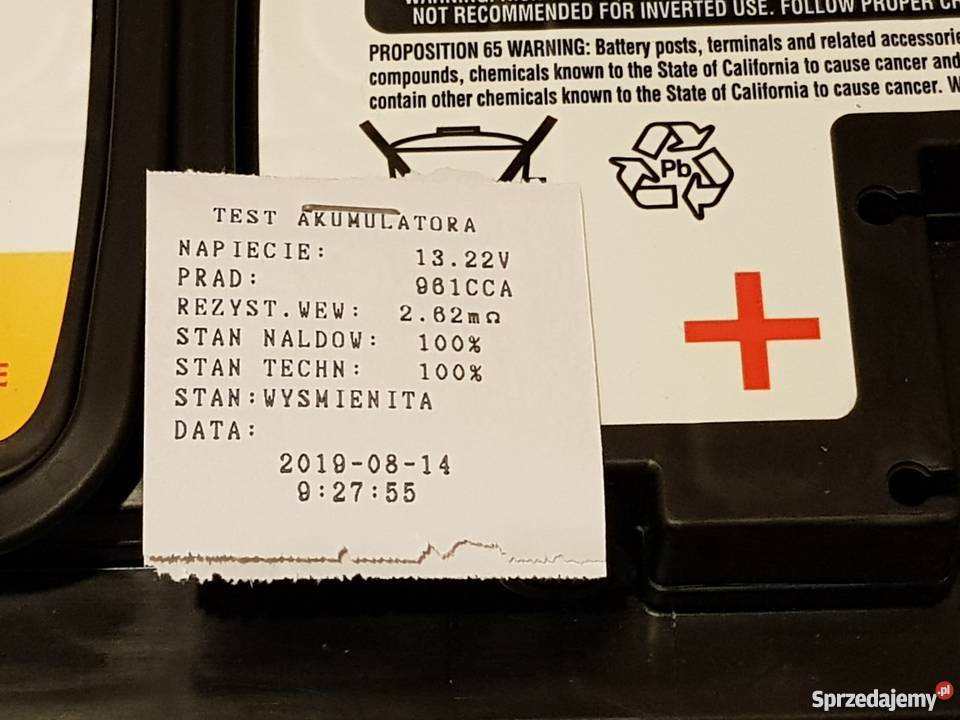 NOT RECOMMENDED FOR INVERTED USE. FOLLOW PROPER
PROPOSITION 65 WARNING: Battery posts, terminals and related
compounds, chemicals known to the State of California to cause cancer and
contain other chemicals known to the State of California to cause cancer.
Pb
TEST AKUMULATORA
NAPIECIE: 13.22V
PRAD: 961CCA
REZYST.WEW: 2.62mΩ
STAN NALDOW: 100%
STAN TECHN: 100%
STAN:WYSMIENITA
DATA:
2019-08-14
9:27:55
E
Sprzedajemy.pl